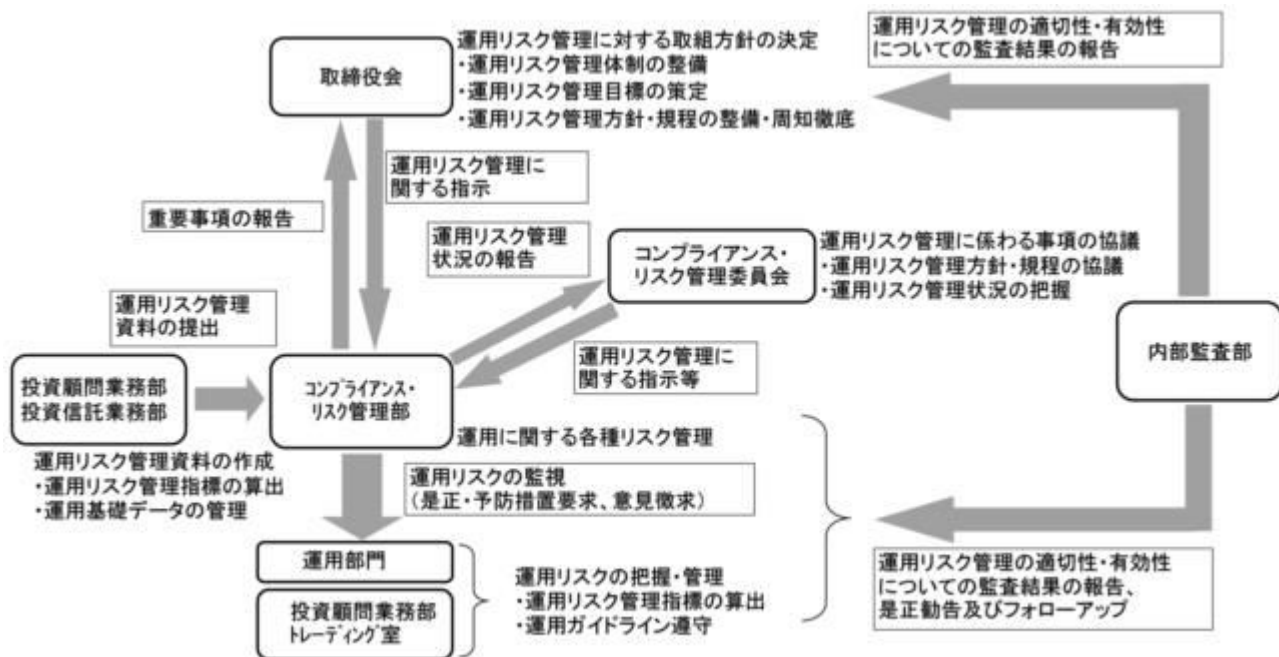 取締役会
運用リスク管理に対する取組方針の決定
・運用リスク管理体制の整備
・運用リスク管理目標の策定
・運用リスク管理方針・規程の整備・周知徹底
運用リスク管理の適切性・有効性
についての監査結果の報告
運用リスク管理に
関する指示
重要事項の報告
運用リスク管理
状況の報告
コンプライアンス・
リスク管理委員会
運用リスク管理に係わる事項の協議
・運用リスク管理方針・規程の協議
・運用リスク管理状況の把握
運用リスク管理
資料の提出
運用リスク管理に
関する指示等
内部監査部
投資顧問業務部
投資信託業務部
コンプライアンス・
リスク管理部
運用に関する各種リスク管理
運用リスク管理資料の作成
・運用リスク管理指標の算出
・運用基礎データの管理
運用リスクの監視
(是正・予防措置要求、意見徴求)
運用部門
投資顧問業務部
トレーディング室
運用リスクの把握・管理
・運用リスク管理指標の算出
・運用ガイドライン遵守
運用リスク管理の適切性・有効性
についての監査結果の報告、
是正勧告及びフォローアップ